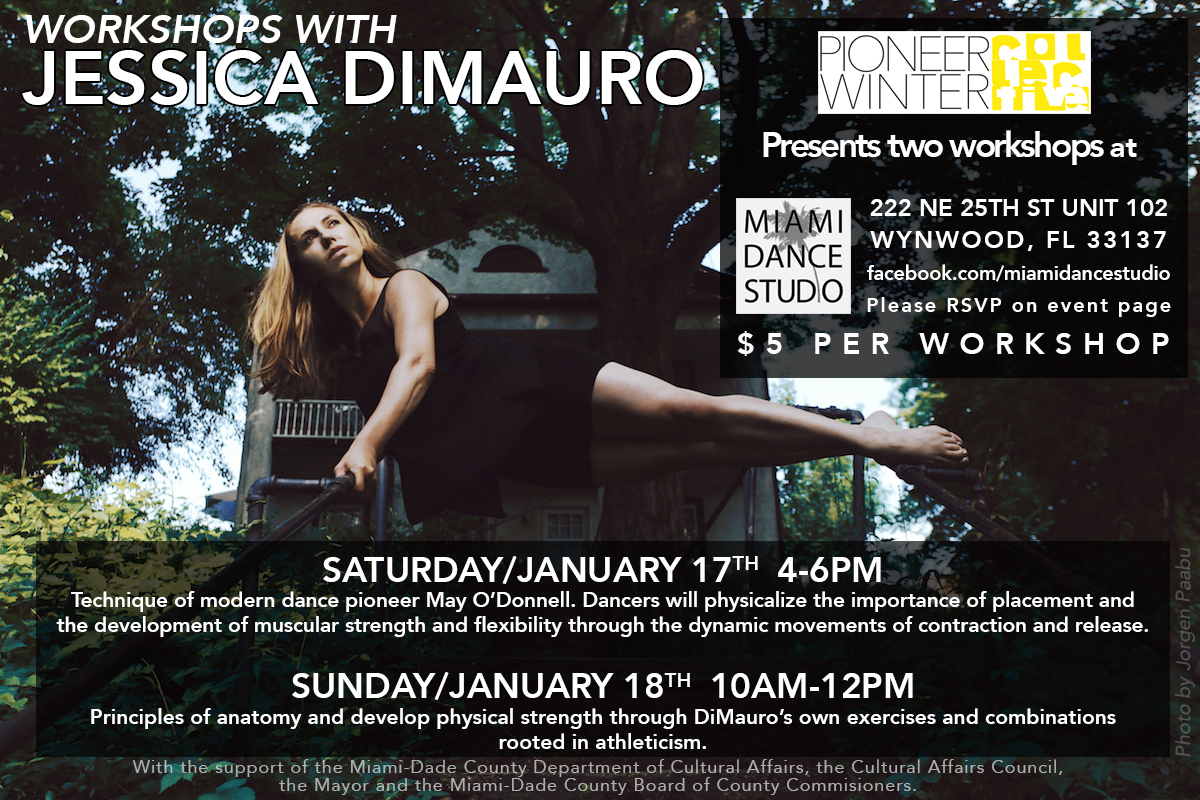 WORKSHOPS WITH
JESSICA DIMAURO
PIONEER
WINTER
COLLECTIVE
Presents two workshops at
MIAMI
DANCE
STUDIO
222 NE 25TH ST UNIT 102
WYNWOOD, FL 33137
facebook.com/miamidancestudio
Please RSVP on event page
$5 PER WORKSHOP
SATURDAY/JANUARY 17TH 4-6PM
Technique of modern dance pioneer May O’Donnell. Dancers will physicalize the importance of placement and
the development of muscular strength and flexibility through the dynamic movements of contraction and release.
SUNDAY/JANUARY 18TH 10AM-12PM
Principles of anatomy and develop physical strength through DiMauro’s own exercises and combinations
rooted in athleticism.
Photo by Jorgen Paabu
With the support of the Miami-Dade County Department of Cultural Affairs, the Cultural Affairs Council,
the Mayor and the Miami-Dade County Board of County Commisioners.